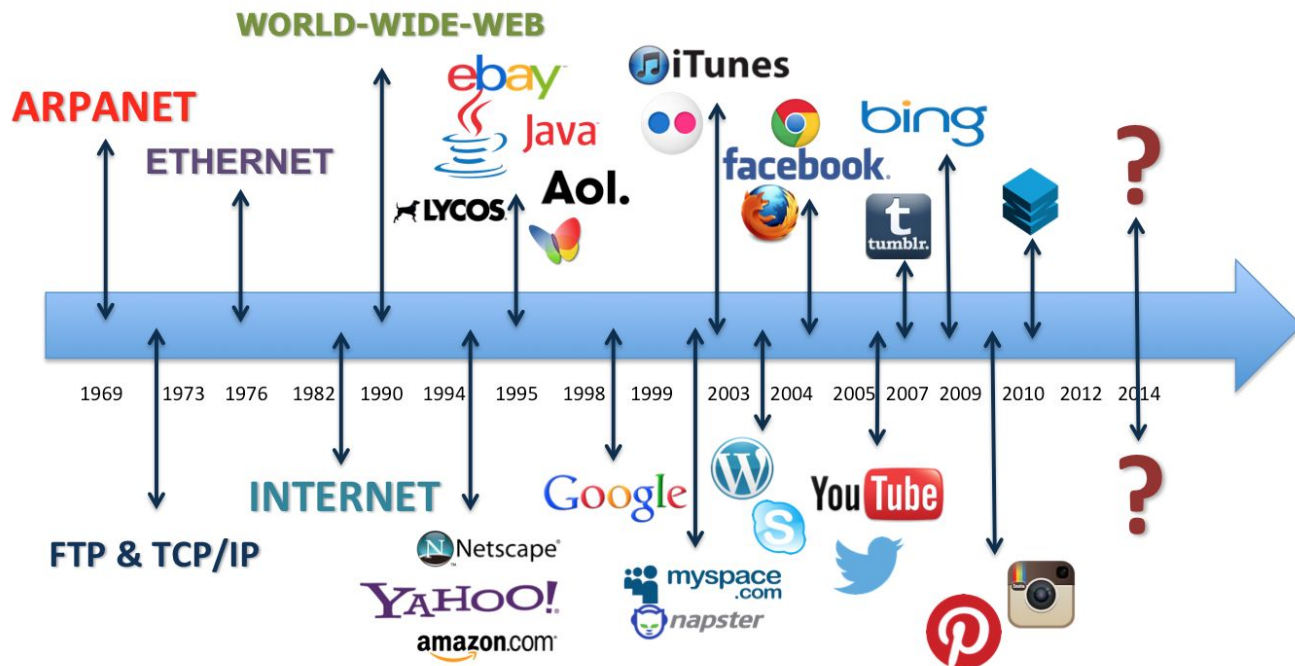 WORLD-WIDE-WEB
iTunes
ebay
ARPANET
Java™
bing
?
ETHERNET
facebook®
Aol.
LYCOS®
t
tumblr.
1969 1973 1976 1982 1990 1994 1995 1998 1999 2003 2004 2005 2007 2009 2010 2012 2014
W
INTERNET
Google
YouTube
?
S
FTP & TCP/IP
N Netscape®
myspace
.com
YAHOO!
napster
P
amazon.com®